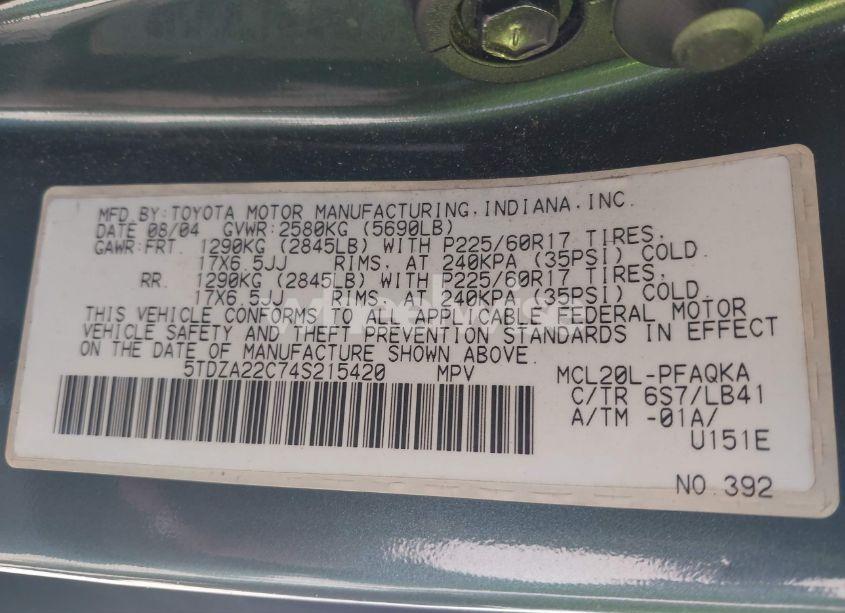 MFD.BY:TOYOTA MOTOR MANUFACTURING,INDIANA,INC.
DATE 08/04 GVWR:2580KG (5690LB)
GAWR:FRT. 1290KG (2845LB) WITH P225/60R17 TIRES,
17X6.5JJ RIMS, AT 240KPA (35PSI) COLD.
RR. 1290KG (2845LB) WITH P225/60R17 TIRES,
17X6.5JJ RIMS, AT 240KPA (35PSI) COLD.
THIS VEHICLE CONFORMS TO ALL APPLICABLE FEDERAL MOTOR
VEHICLE SAFETY AND THEFT PREVENTION STANDARDS IN EFFECT
ON THE DATE OF MANUFACTURE SHOWN ABOVE.
5TDZA22C74S215420 MPV MCL20L-PFAQKA
C/TR 6S7/LB41
A/TM -01A/
U151E
NO.392